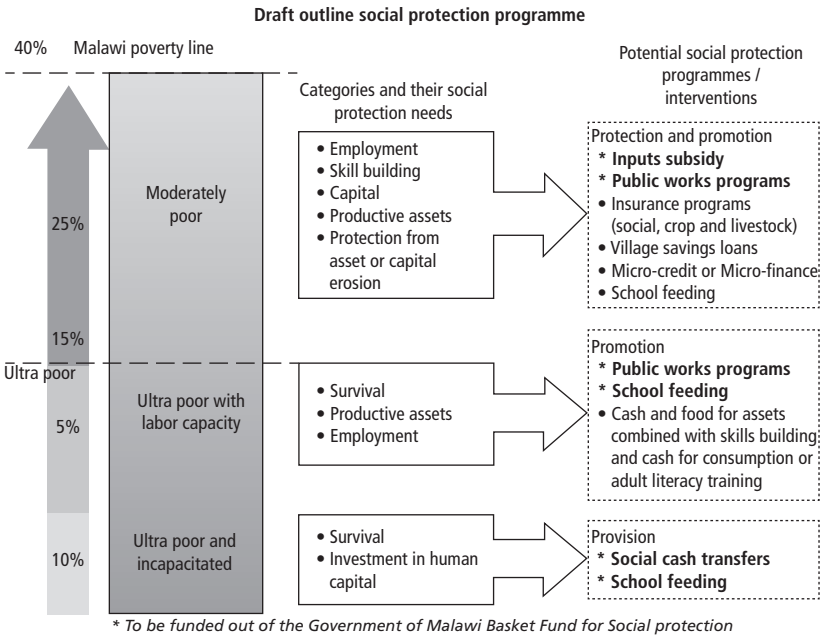 Draft outline social protection programme
40% Malawi poverty line
Potential social protection
programmes /
interventions
Categories and their social
protection needs
25%
15%
Ultra poor
5%
10%
Moderately
poor
Ultra poor with
labor capacity
Ultra poor and
incapacitated
• Employment
• Skill building
• Capital
• Productive assets
• Protection from
asset or capital
erosion
Protection and promotion
* Inputs subsidy
* Public works programs
• Insurance programs
(social, crop and livestock)
• Village savings loans
• Micro-credit or Micro-finance
• School feeding
• Survival
• Productive assets
• Employment
Promotion
* Public works programs
* School feeding
• Cash and food for assets
combined with skills building
and cash for consumption or
adult literacy training
• Survival
• Investment in human
capital
Provision
* Social cash transfers
* School feeding
* To be funded out of the Government of Malawi Basket Fund for Social protection